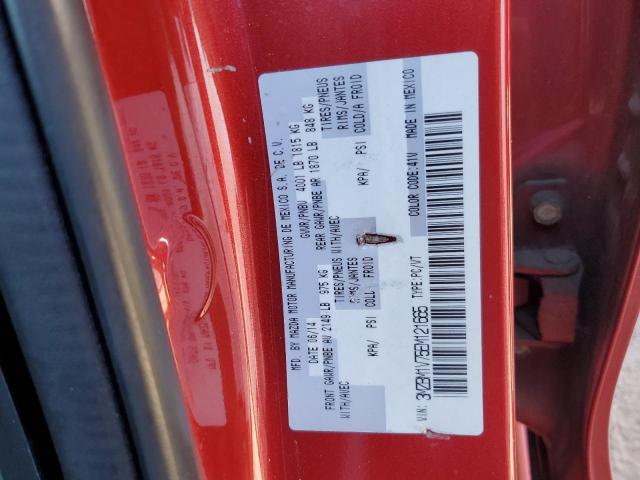 MFD. BY MAZDA MOTOR MANUFACTURING DE MEXICO S.A. DE C.V.
DATE 06/14 GVWR/PNBV 4001 LB 1815 KG
FRONT GAWR/PNBE AV 2149 LB 975 KG REAR GAWR/PNBE AR 1870 LB 848 KG
WITH/AVEC TIRES/PNEUS WITH/AVEC TIRES/PNEUS
RIMS/JANTES RIMS/JANTES
KPA/ PSI COLD FROID KPA/ PSI COLD/A FROID
VIN: 3MZBM1V75EM121665 TYPE:PC/VT COLOR CODE:41V MADE IN MEXICO